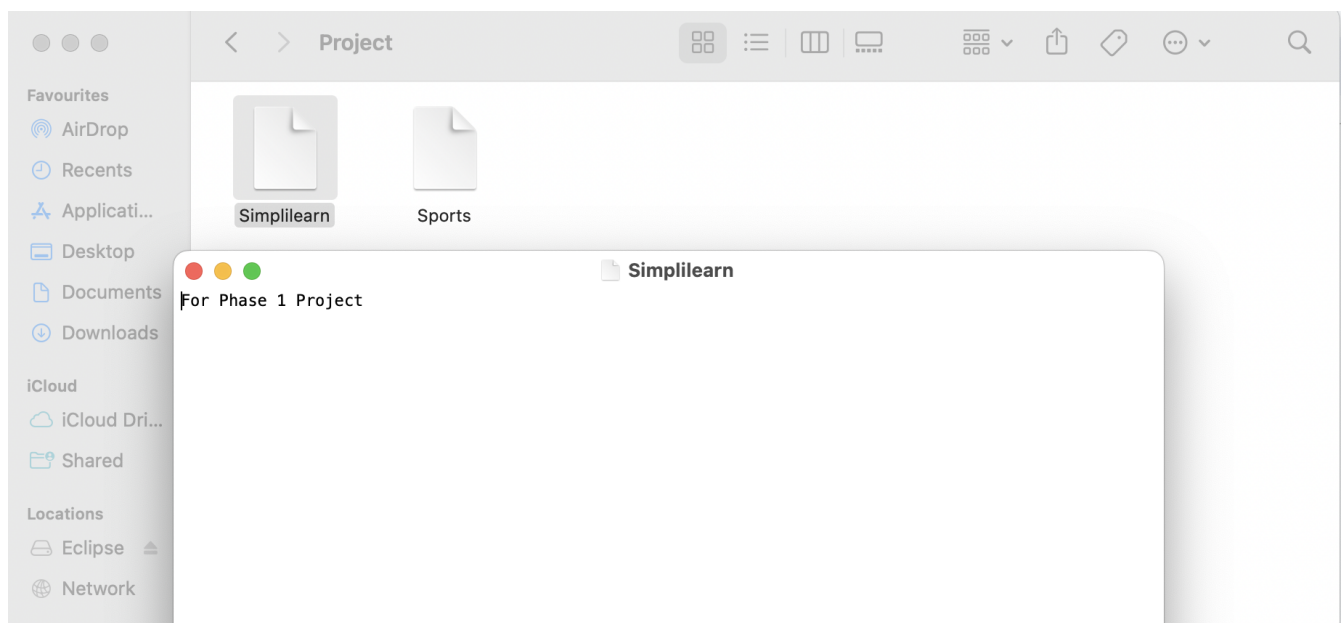 Project
Favourites
AirDrop
Recents
Applicati...
Desktop
Documents
Downloads
iCloud
iCloud Dri...
Shared
Locations
Eclipse
Network
Simplilearn
Sports
Simplilearn
For Phase 1 Project